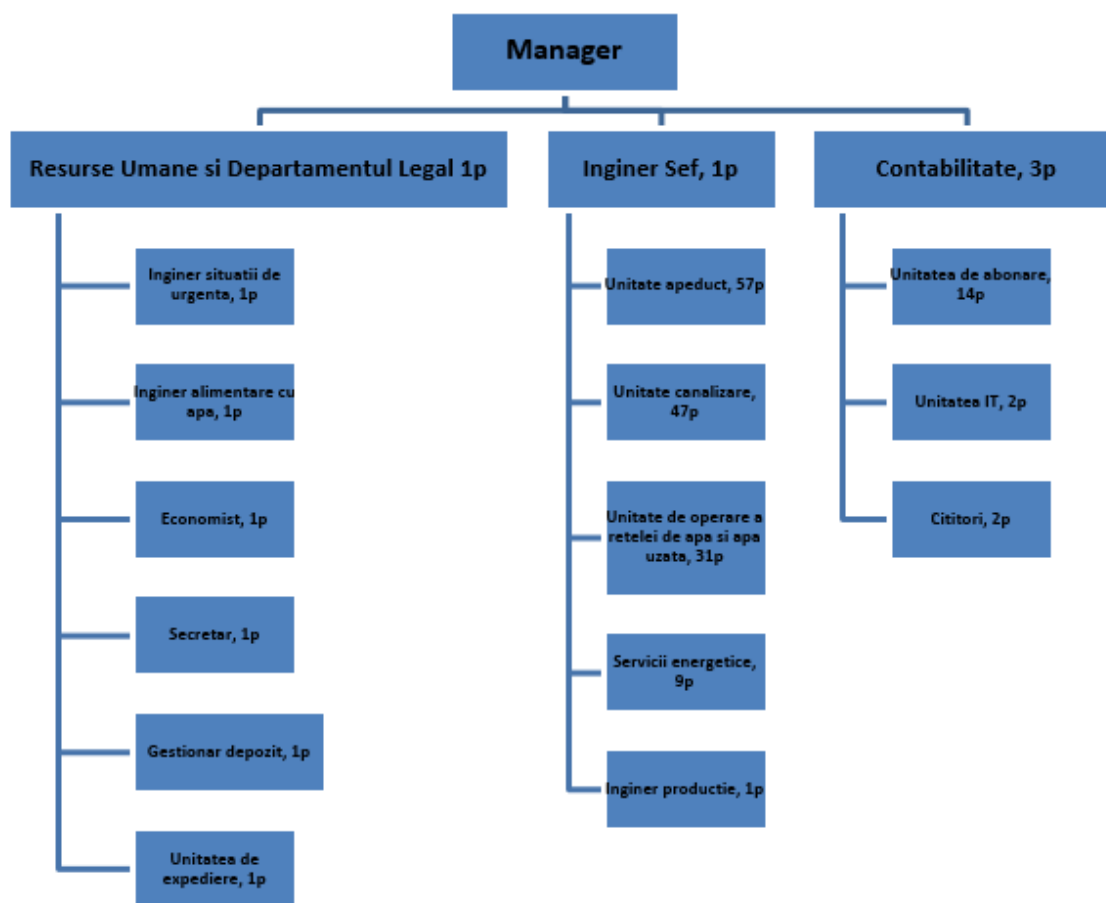 Manager
Resurse Umane si Departamentul Legal 1p
Inginer situatii de
urgenta, 1p
Inginer alimentare cu
apa, 1p
Economist, 1p
Secretar, 1p
Gestionar depozit, 1p
Unitatea de
expediere, 1p
Inginer Sef, 1p
Unitate apeduct, 57p
Unitate canalizare,
47p
Unitate de operare a
retelei de apa si apa
uzata, 31p
Servicii energetice,
9p
Inginer productie, 1p
Contabilitate, 3p
Unitatea de abonare,
14p
Unitatea IT, 2p
Cititori, 2p